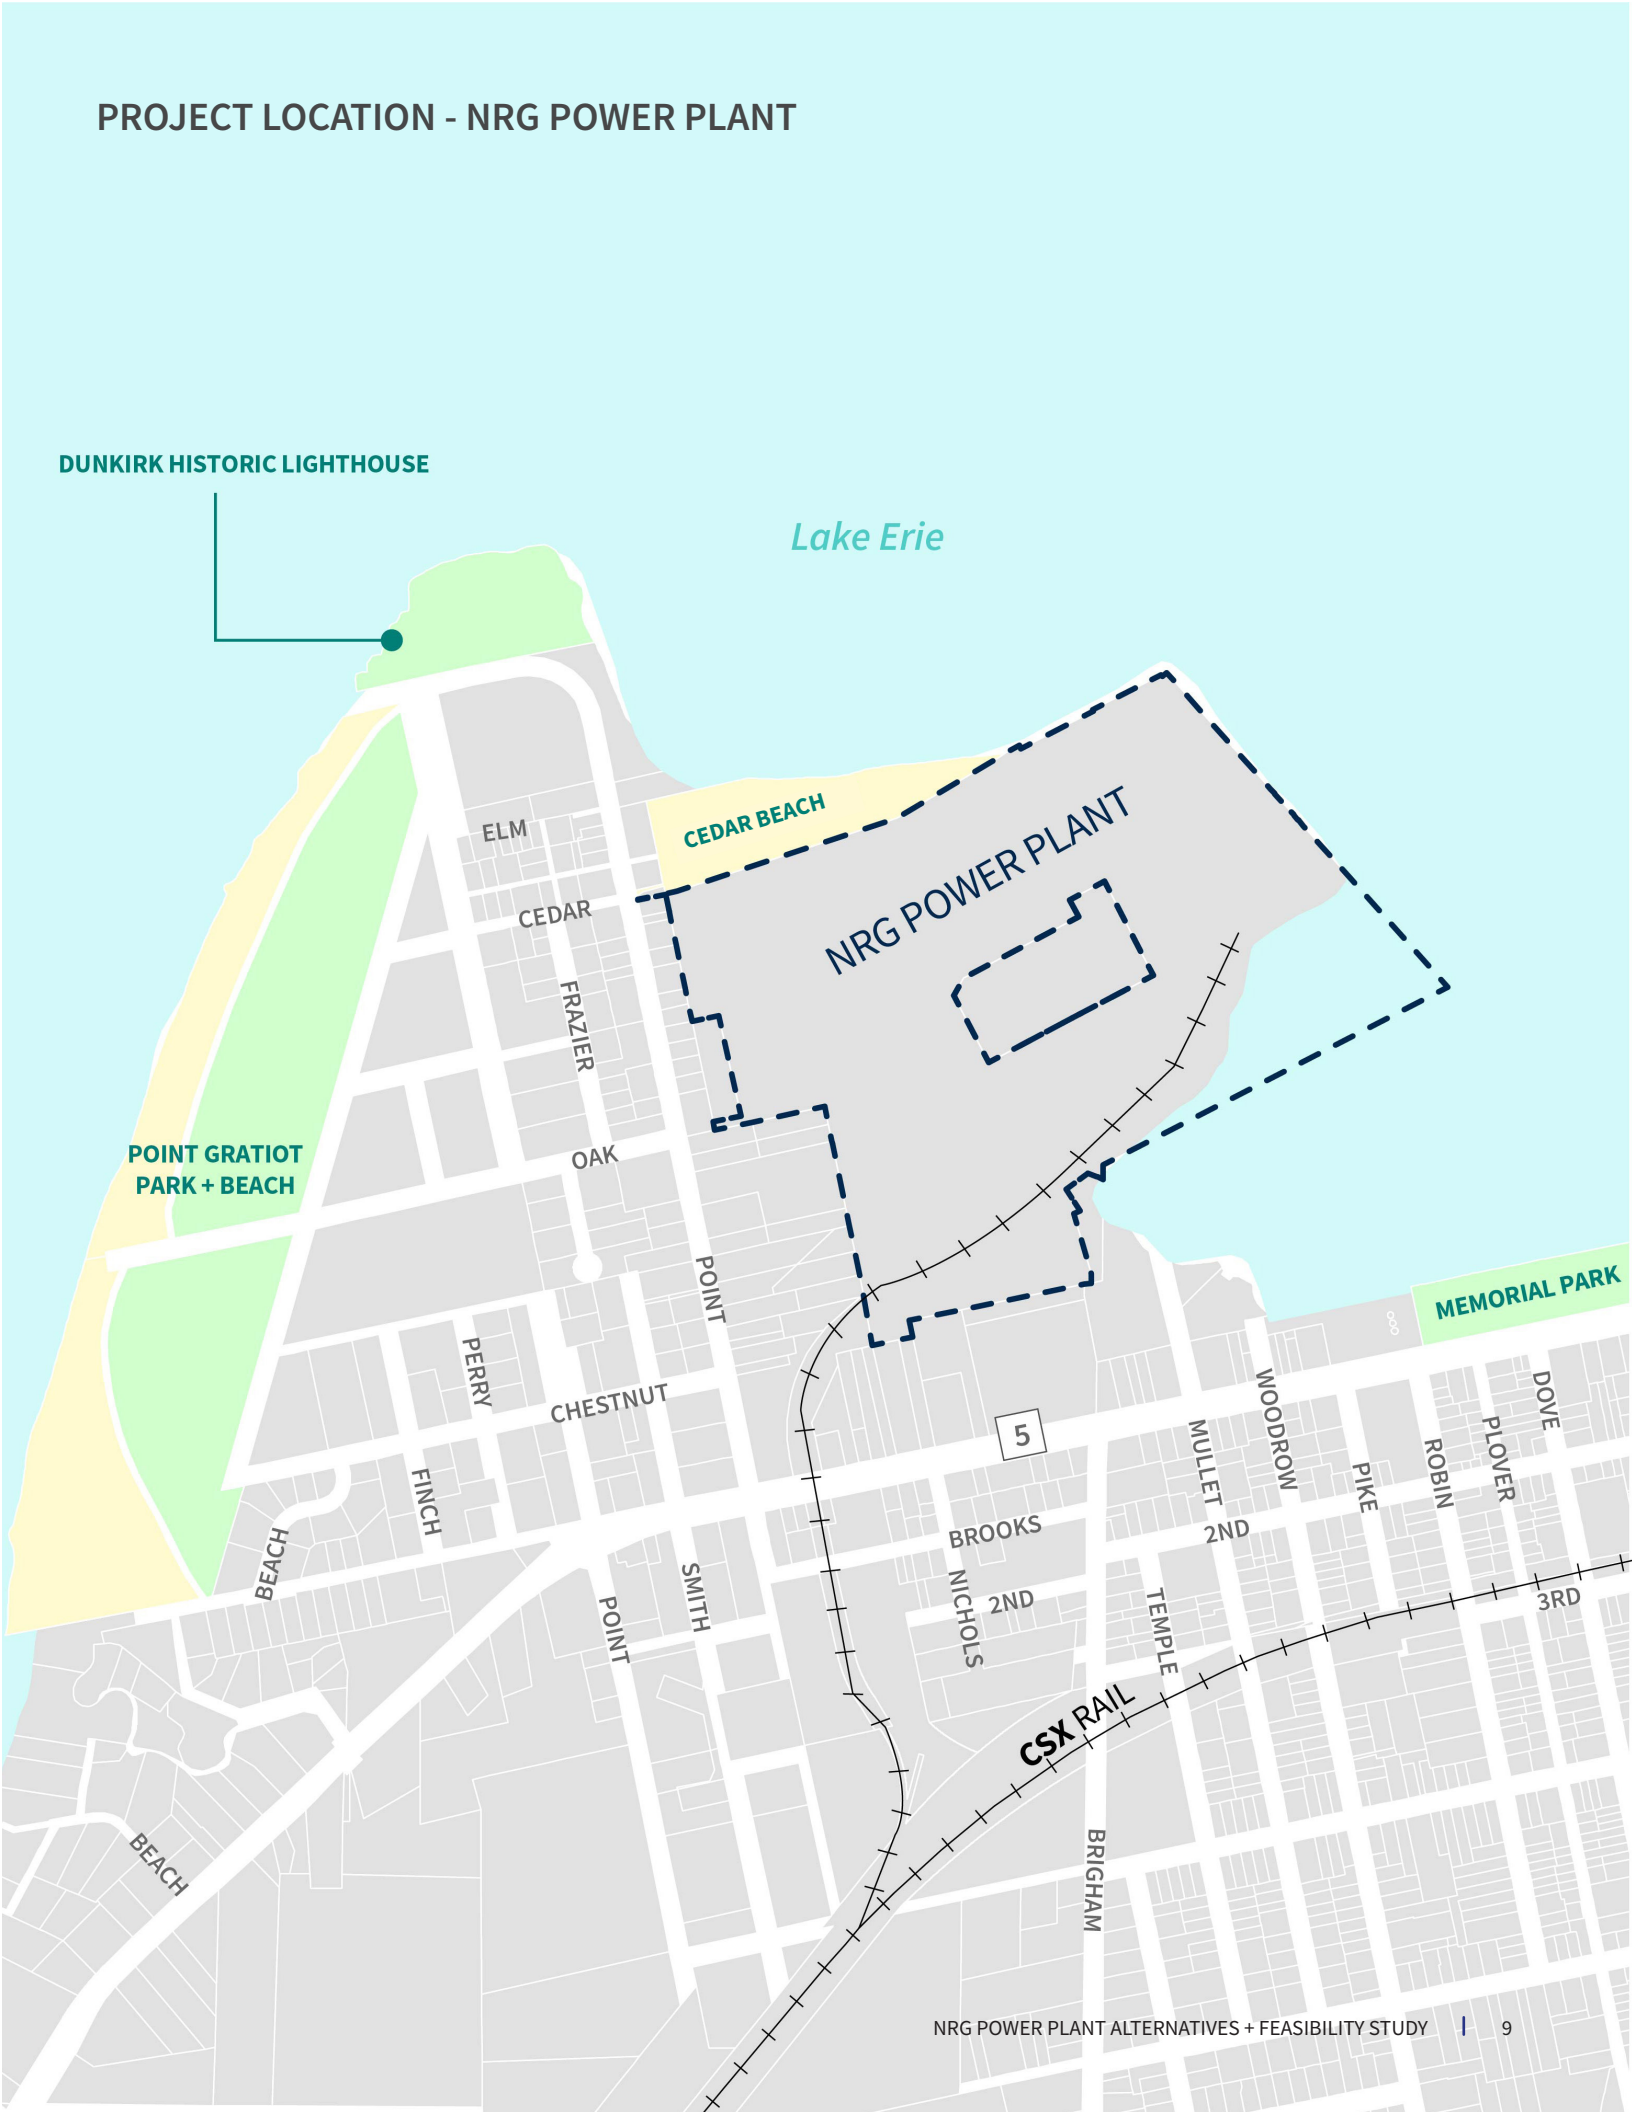 PROJECT LOCATION - NRG POWER PLANT
DUNKIRK HISTORIC LIGHTHOUSE
Lake Erie
CEDAR BEACH
NRG POWER PLANT
ELM
CEDAR
FRAZIER
OAK
POINT GRATIOT
PARK + BEACH
POINT
MEMORIAL PARK
PERRY
CHESTNUT
FINCH
BEACH
5
MULLET
WOODROW
PIKE
ROBIN
PLOVER
DOVE
BROOKS
2ND
2ND
NICHOLS
SMITH
POINT
TEMPLE
3RD
CSX RAIL
BRIGHAM
BEACH
NRG POWER PLANT ALTERNATIVES + FEASIBILITY STUDY | 9